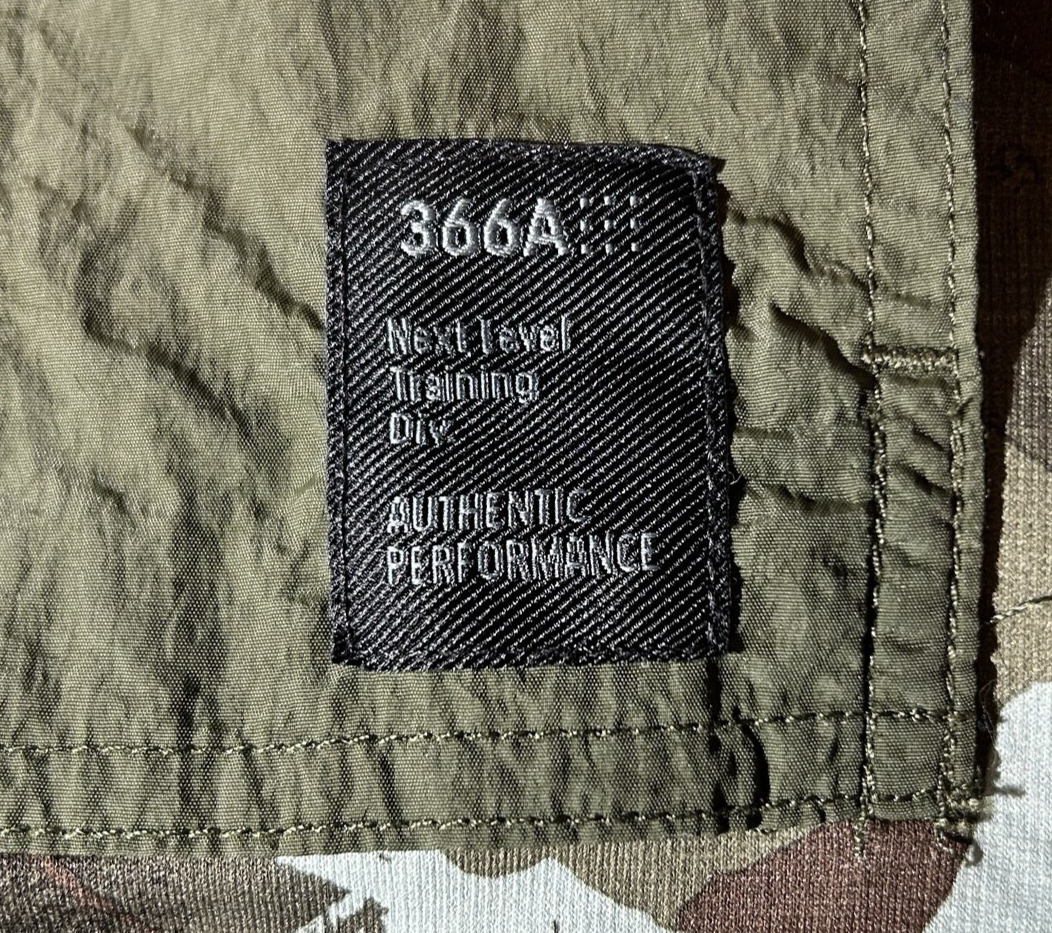 366A
Next level
Training
Div.
AUTHENTIC
PERFORMANCE